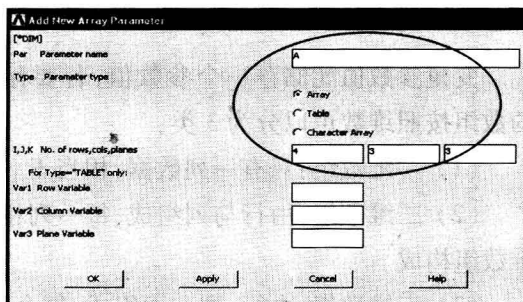 Add New Array Parameter
[*DIM]
Par Parameter name A
Type Parameter type
Array
Table
Character Array
I,J,K No. of rows,cols,planes 4 3 3
For Type="TABLE" only:
Var1 Row Variable
Var2 Column Variable
Var3 Plane Variable
OK Apply Cancel Help